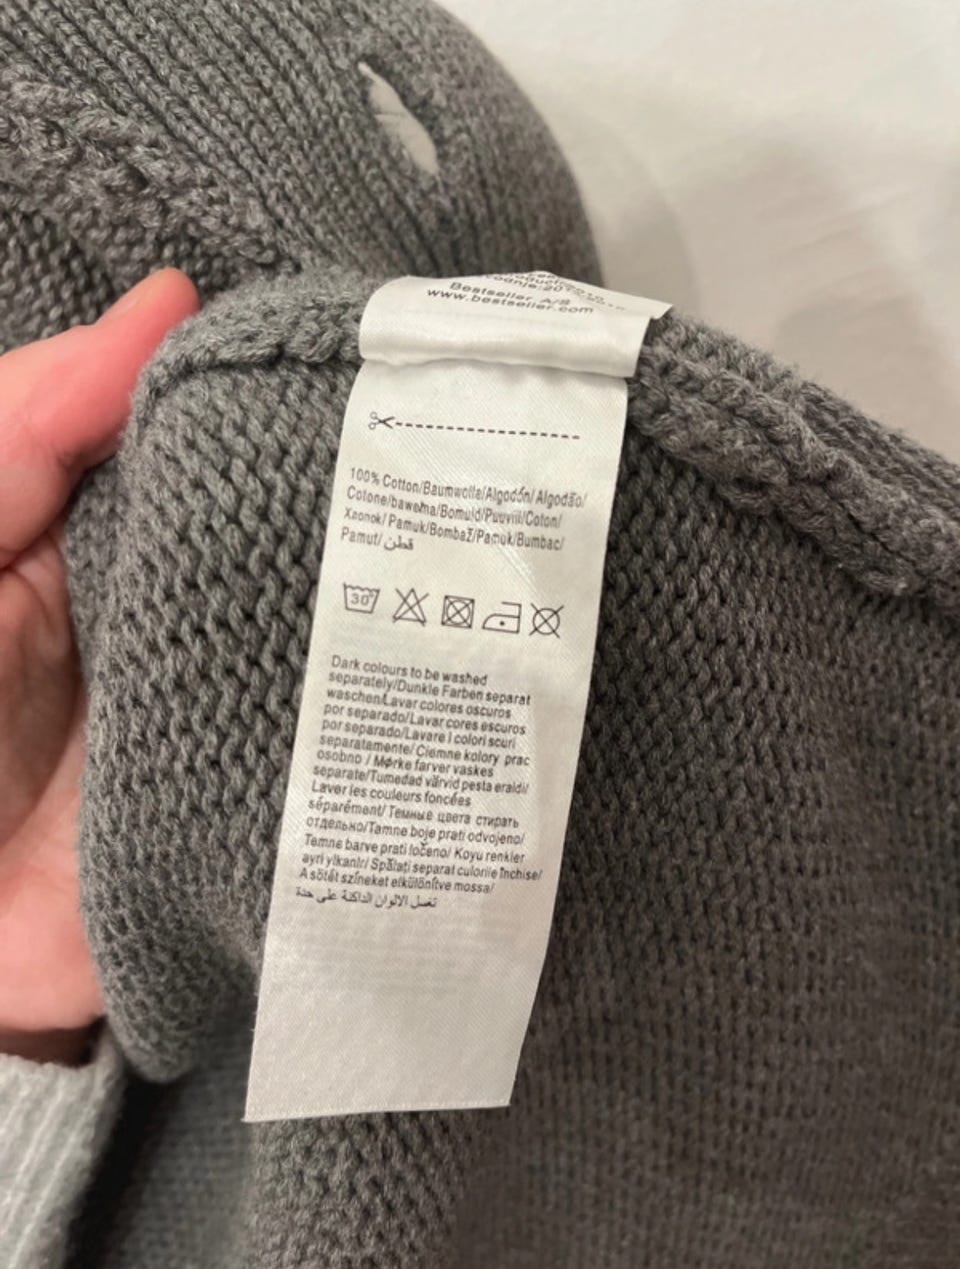 Bestseller A/S
www.bestseller.com
100% Cotton/Baumwolle/Algodón/ Algodão/
Cotone/bawełna/Bomuld/Puuvill/Coton/
Хлопок/ Pamuk/Bombaž/Pamuk/Bumbac/
Pamut/ قطن
30
Dark colours to be washed
separately/Dunkle Farben separat
waschen/Lavar colores oscuros
por separado/Lavar cores escuros
por separado/Lavare I colori scuri
separatamente/ Ciemne kolory prac
osobno / Mørke farver vaskes
separate/Tumedad värvid pesta eraldi/
Laver les couleurs foncées
séparément/ Темные цвета стирать
отдельно/Tamne boje prati odvojeno/
Temne barve prati ločeno/ Koyu renkler
ayri yIkanIr/ Spălați separat culorile închise/
A sötét színeket elkülönítve mossa/
تغسل الالوان الداكنة على حدة